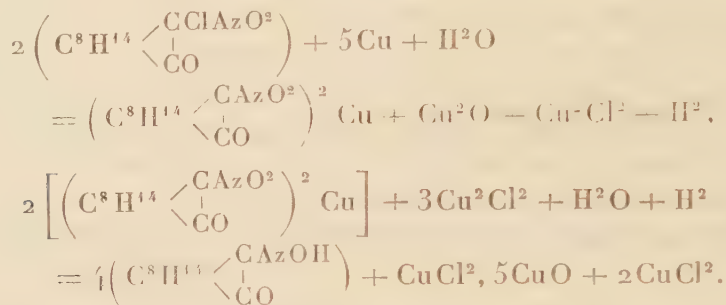 2(C⁸H¹⁴<CClAzO²
CO) + 5Cu + H²O
= (C⁸H¹⁴<CAzO²
CO)² Cu + Cu²O — Cu²Cl² — H²,
2[(C⁸H¹⁴<CAzO²
CO)² Cu] + 3Cu²Cl² + H²O + H²
= 4(C⁸H¹⁴<CAzOH
CO) + CuCl², 5CuO + 2CuCl².